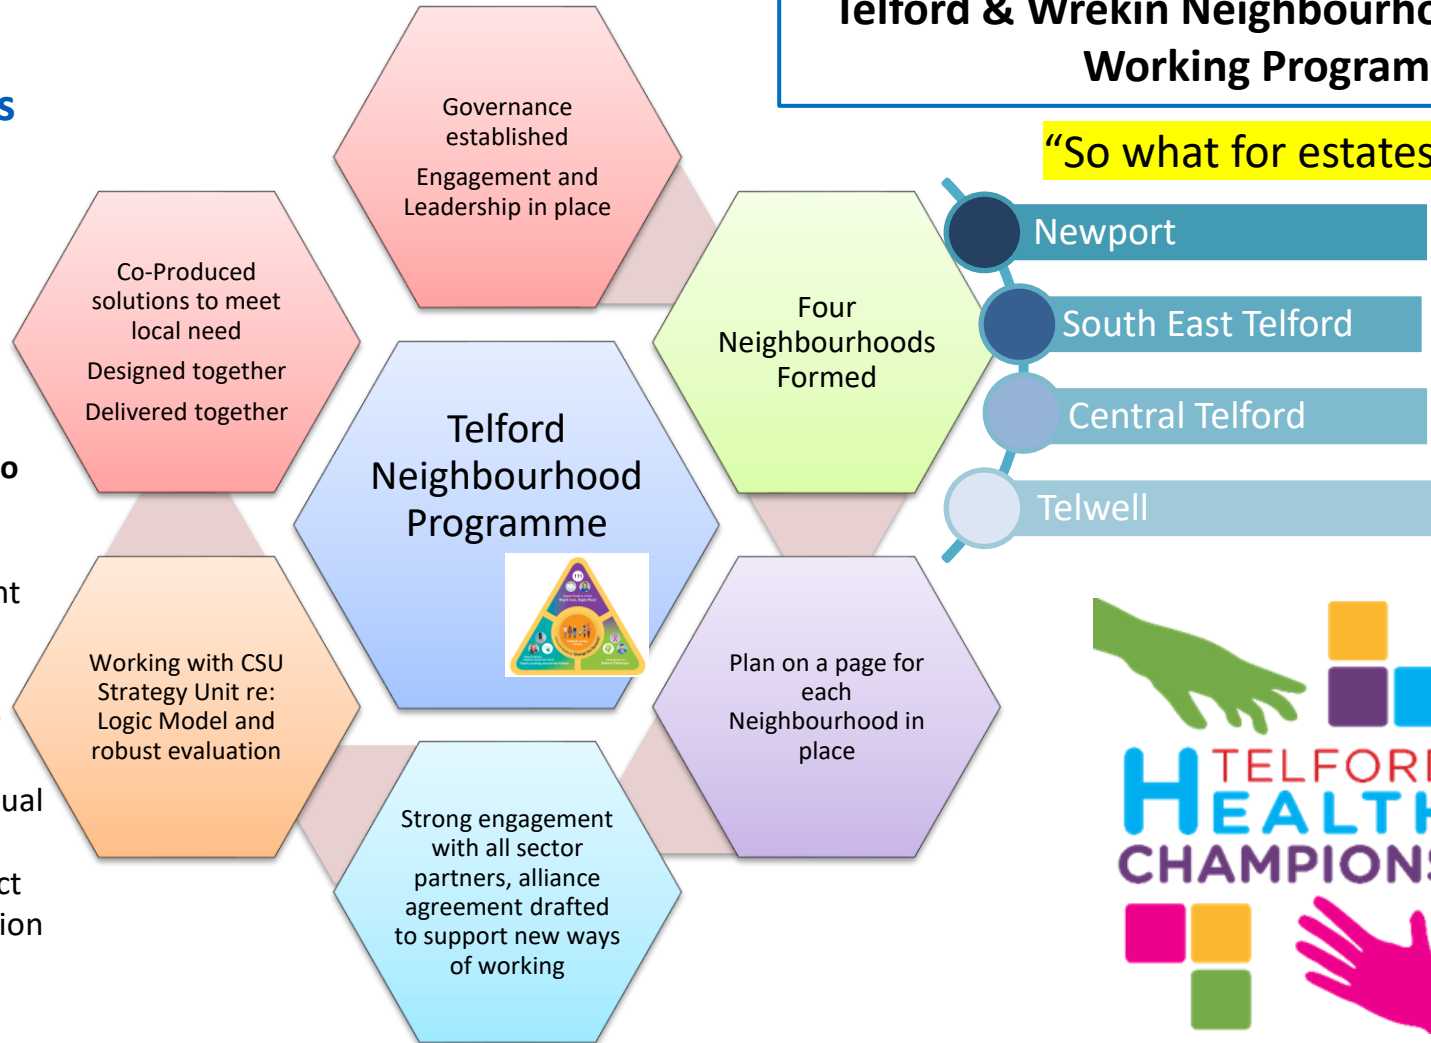 Telford & Wrekin Neighbourho
Working Program
"So what for estates
s
o
nt
ual
ct
ion
Governance
established
Engagement and
Leadership in place
Co-Produced
solutions to meet
local need
Designed together
Delivered together
Four
Neighbourhoods
Formed
Newport
South East Telford
Central Telford
Telwell
Telford
Neighbourhood
Programme
Working with CSU
Strategy Unit re:
Logic Model and
robust evaluation
Plan on a page for
each
Neighbourhood in
place
Strong engagement
with all sector
partners, alliance
agreement drafted
to support new ways
of working
TELFORD
HEALTH
CHAMPIONS